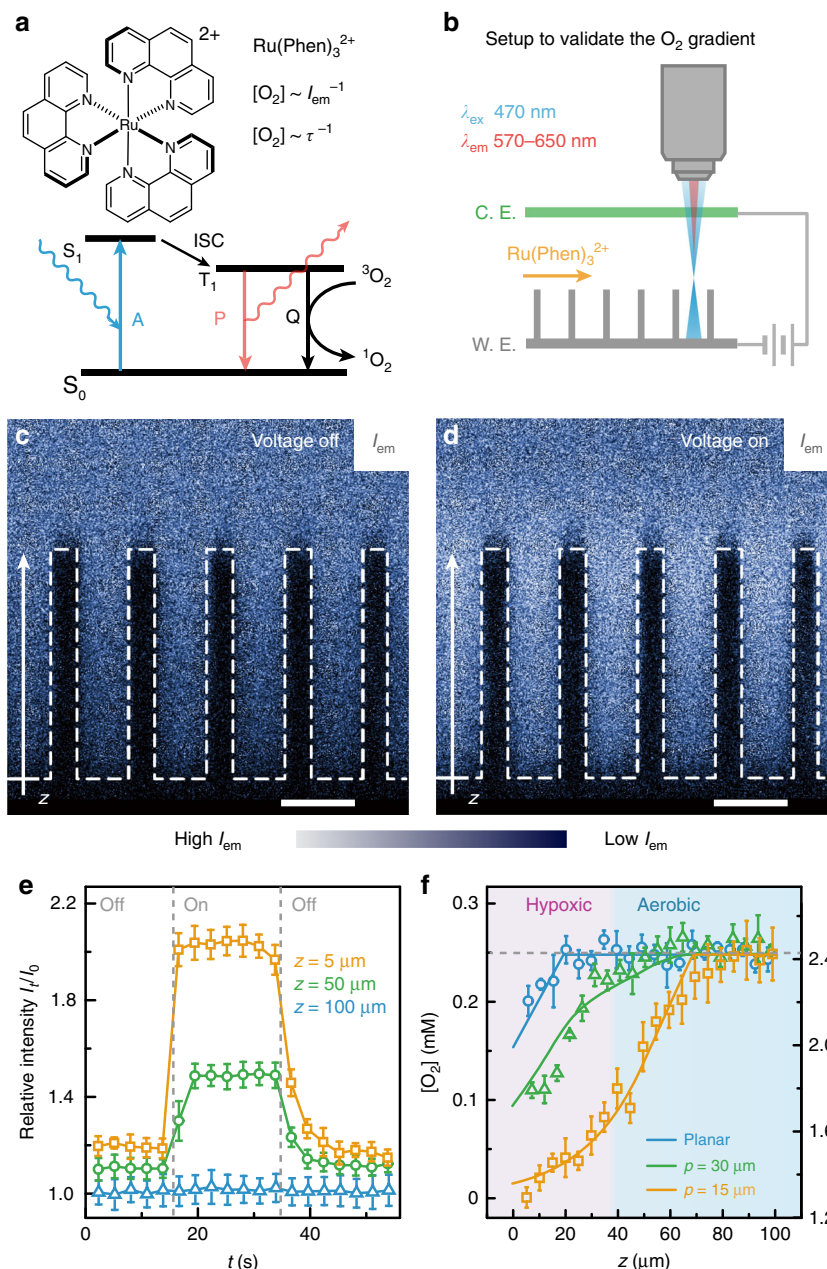 a
2+
Ru(Phen)₃²⁺
[O₂] ~ Iₑₘ⁻¹
[O₂] ~ τ⁻¹
N
N
N
Ru
N
N
N
S₁
ISC
T₁
³O₂
A
P
Q
¹O₂
S₀
b
Setup to validate the O₂ gradient
λₑₓ 470 nm
λₑₘ 570–650 nm
C. E.
Ru(Phen)₃²⁺
W. E.
c
Voltage off
Iₑₘ
z
d
Voltage on
Iₑₘ
z
High Iₑₘ
Low Iₑₘ
e
Off
On
Off
2.2
1.8
1.4
1.0
z = 5 μm
z = 50 μm
z = 100 μm
Relative intensity Iₜ/I₀
0
20
40
t (s)
f
Hypoxic
Aerobic
0.3
0.2
0.1
0
[O₂] (mM)
2.4
2.0
1.6
1.2
Planar
p = 30 μm
p = 15 μm
0
20
40
60
80
100
z (μm)